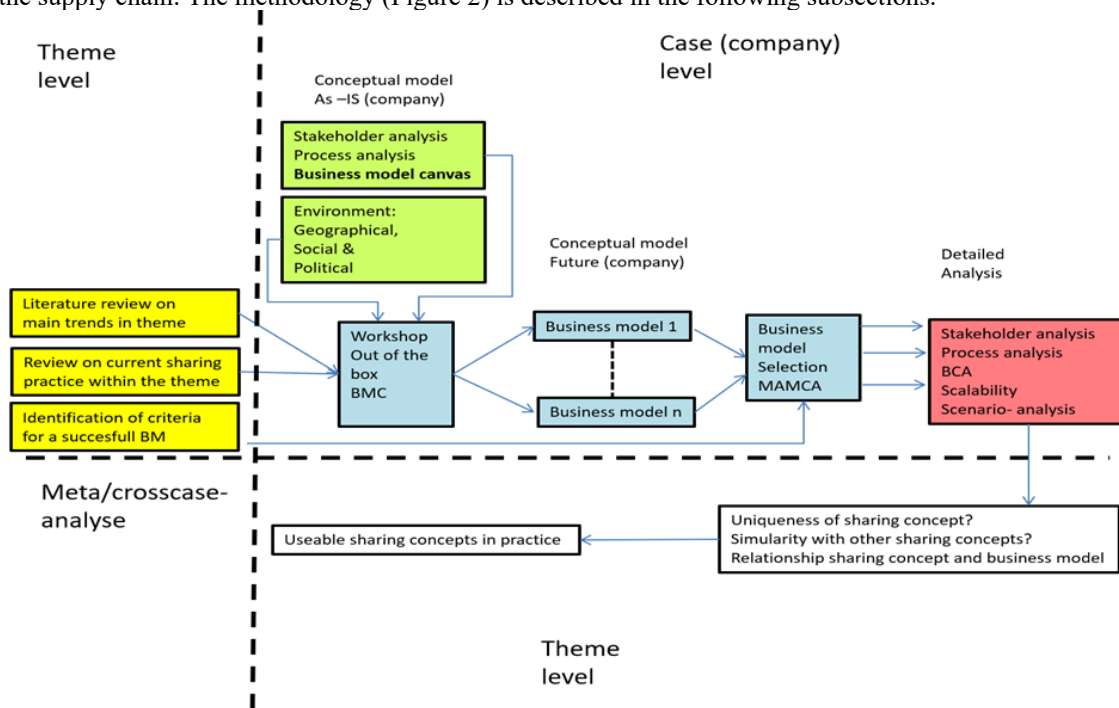 the supply chain. The methodology (Figure 2) is described in the following subsections.
Theme
level
Case (company)
level
Conceptual model
As –IS (company)
Stakeholder analysis
Process analysis
Business model canvas
Environment:
Geographical,
Social &
Political
Conceptual model
Future (company)
Detailed
Analysis
Literature review on
main trends in theme
Review on current sharing
practice within the theme
Identification of criteria
for a succesfull BM
Workshop
Out of the
box
BMC
Business model 1
Business model n
Business
model
Selection
MAMCA
Stakeholder analysis
Process analysis
BCA
Scalability
Scenario- analysis
Meta/crosscase-
analyse
Useable sharing concepts in practice
Uniqueness of sharing concept?
Simularity with other sharing concepts?
Relationship sharing concept and business model
Theme
level